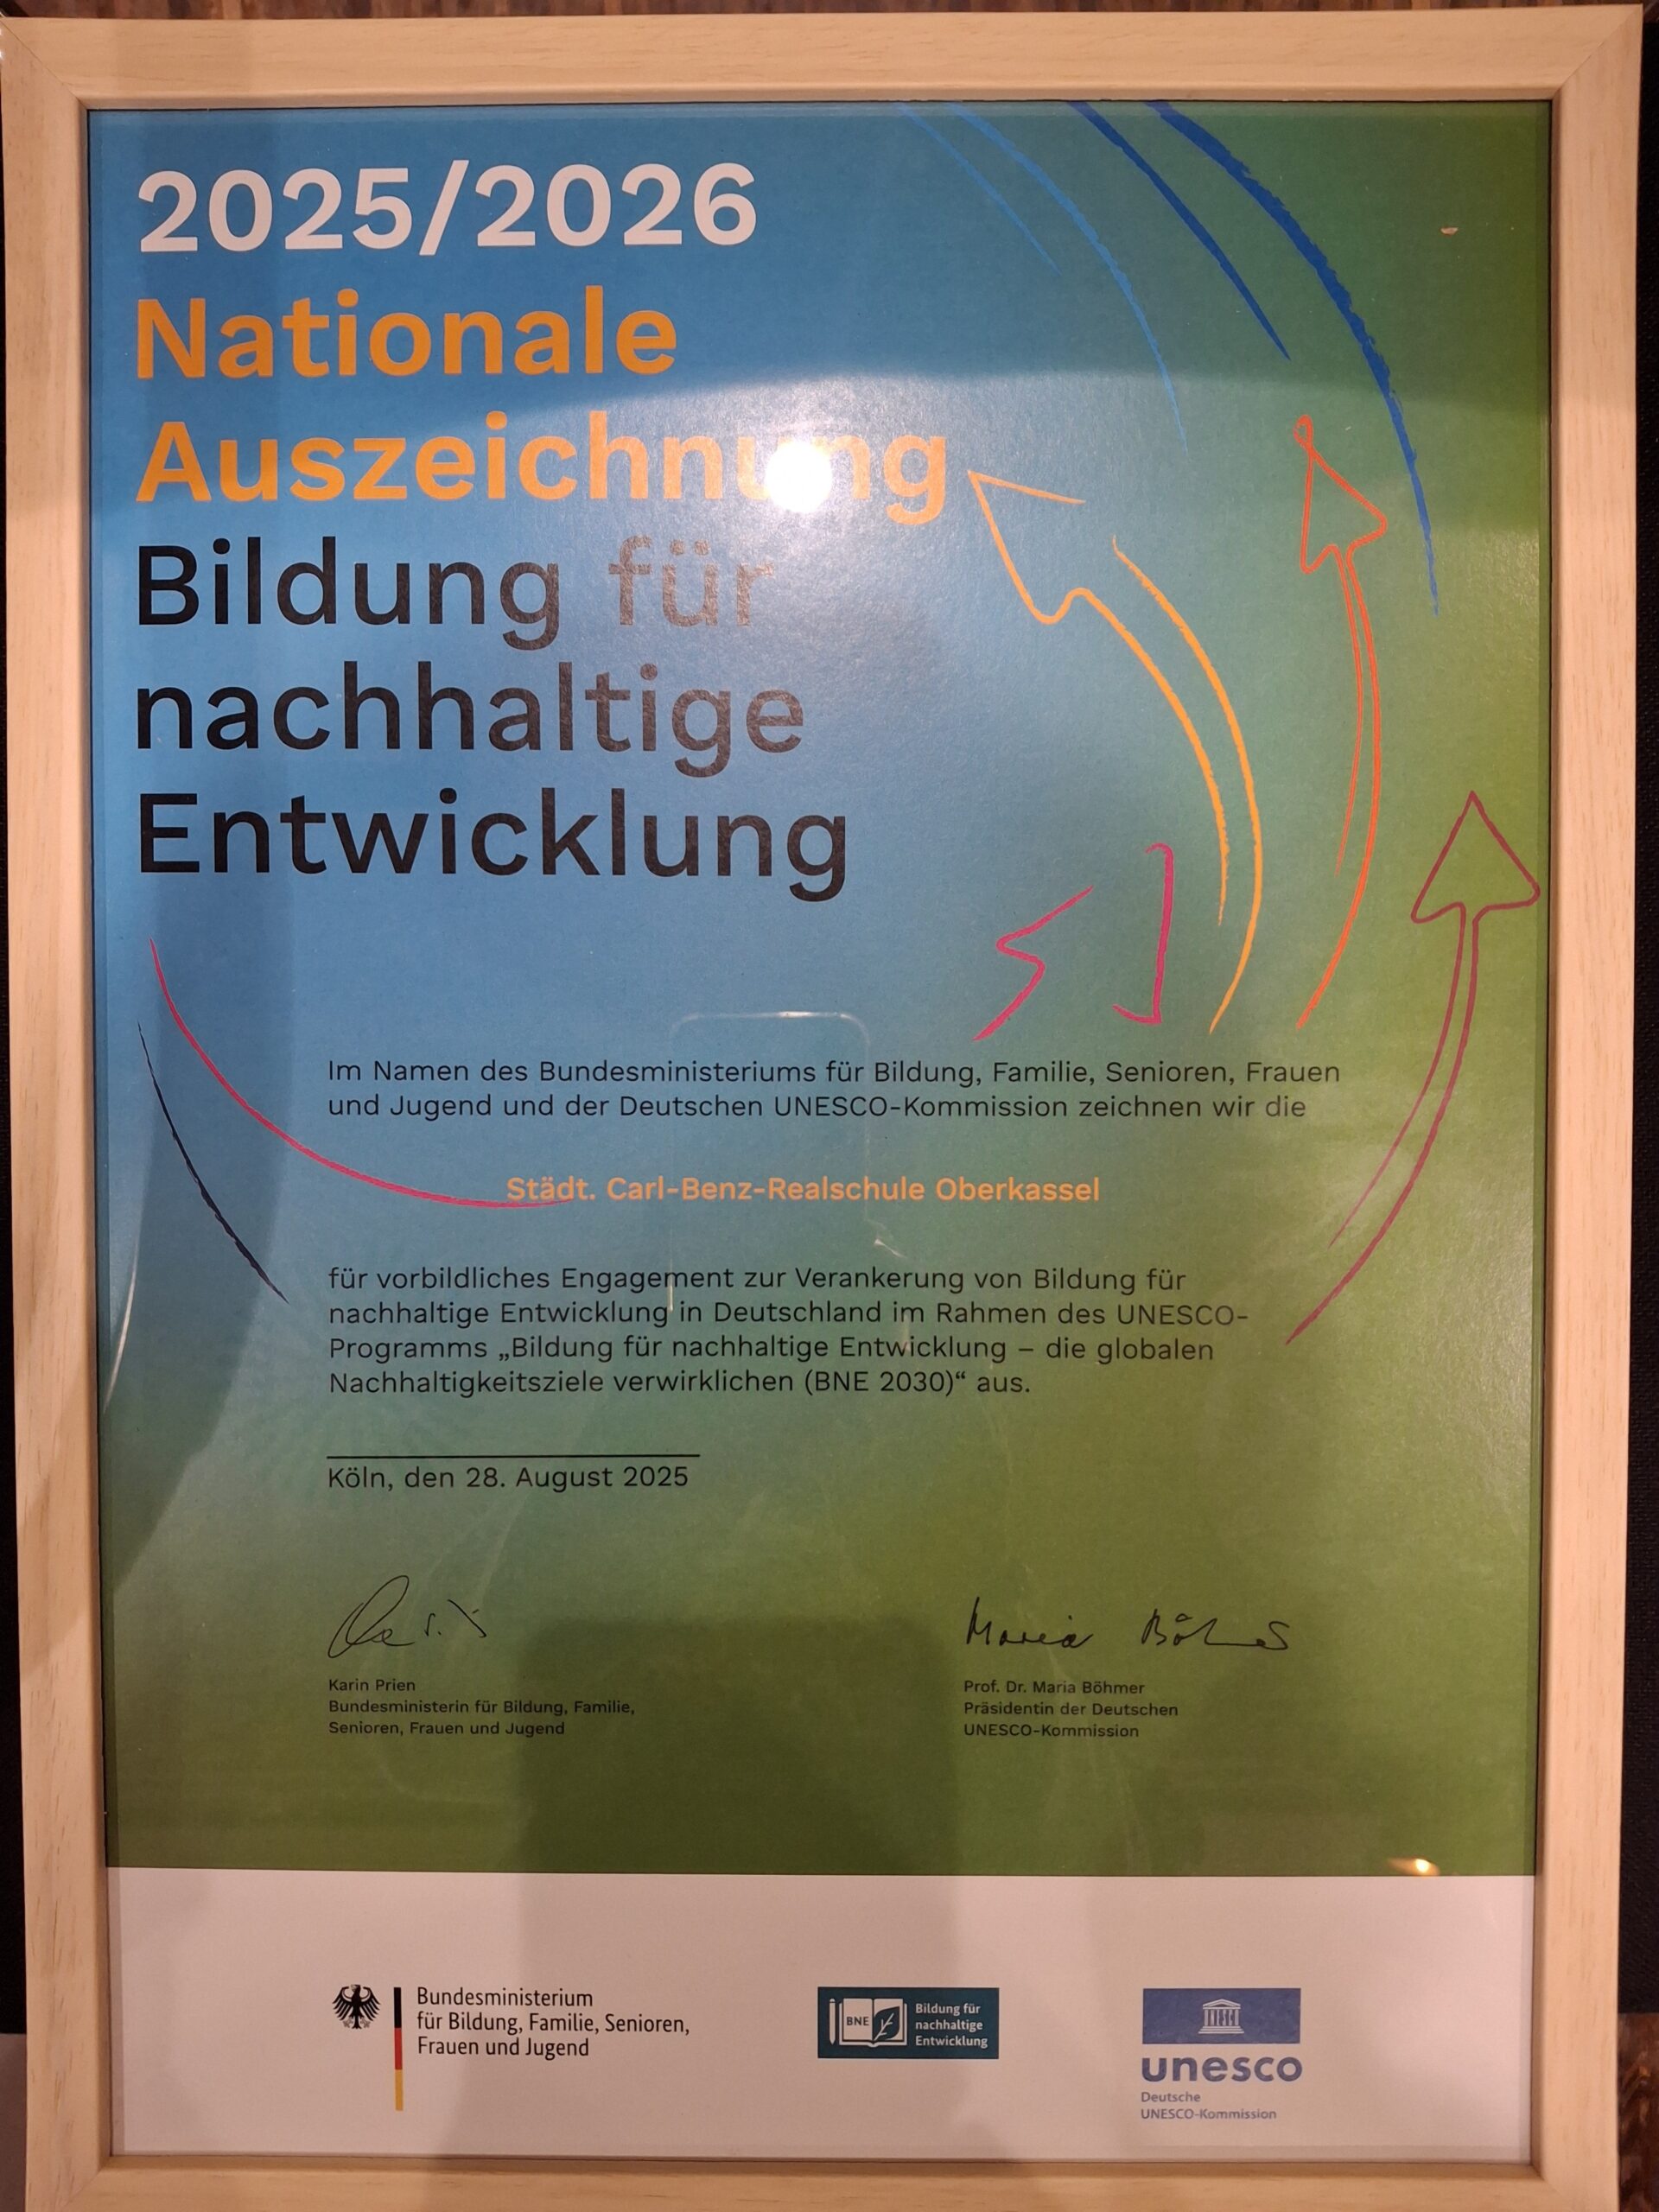 2025/2026
Nationale
Auszeichnung
Bildung für
nachhaltige
Entwicklung
Im Namen des Bundesministeriums für Bildung, Familie, Senioren, Frauen
und Jugend und der Deutschen UNESCO-Kommission zeichnen wir die
Städt. Carl-Benz-Realschule Oberkassel
für vorbildliches Engagement zur Verankerung von Bildung für
nachhaltige Entwicklung in Deutschland im Rahmen des UNESCO-
Programms „Bildung für nachhaltige Entwicklung – die globalen
Nachhaltigkeitsziele verwirklichen (BNE 2030)“ aus.
Köln, den 28. August 2025
Maria Böhmer
Karin Prien
Bundesministerin für Bildung, Familie,
Senioren, Frauen und Jugend
Prof. Dr. Maria Böhmer
Präsidentin der Deutschen
UNESCO-Kommission
Bundesministerium
für Bildung, Familie, Senioren,
Frauen und Jugend
BNE
Bildung für
nachhaltige
Entwicklung
UNESCO
unesco
Deutsche
UNESCO-Kommission